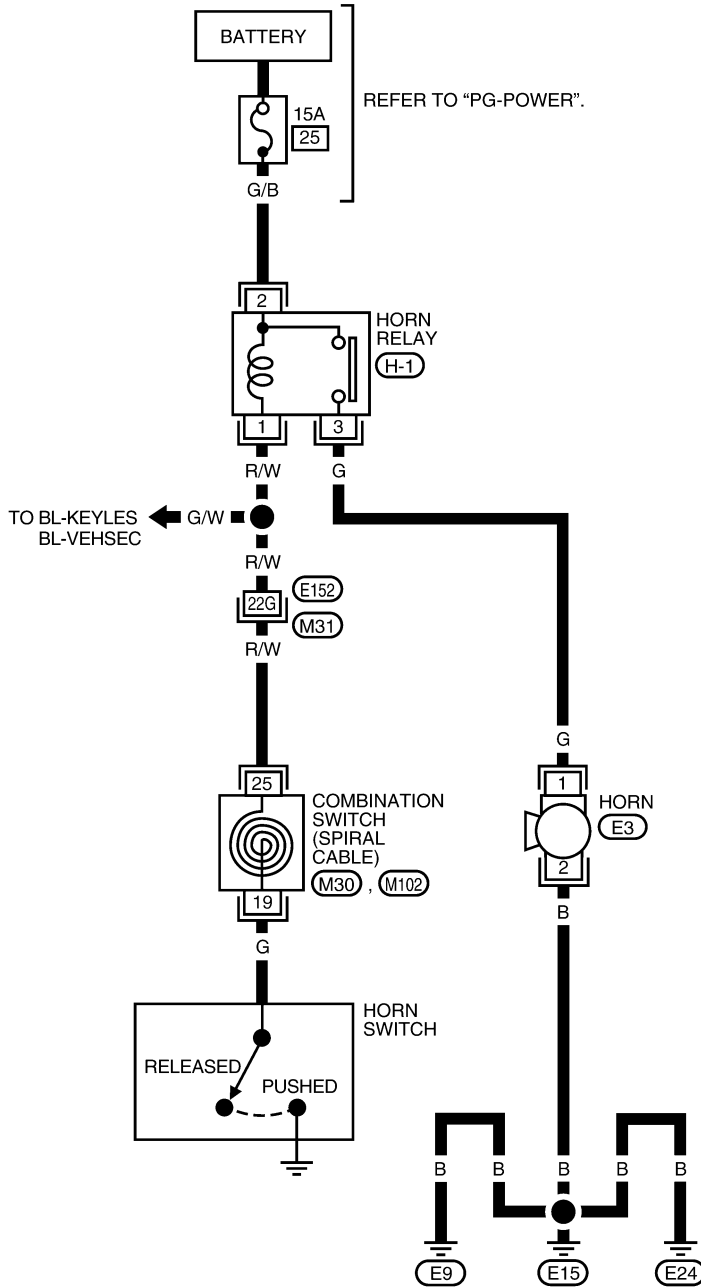 BATTERY
REFER TO “PG-POWER”.
15A
25
G/B
2
HORN
RELAY
H-1
1
3
R/W
G
TO BL-KEYLES
BL-VEHSEC
G/W
R/W
22G
E152
M31
R/W
G
25
1
COMBINATION
SWITCH
(SPIRAL
CABLE)
M30 , M102
HORN
E3
2
19
B
G
HORN
SWITCH
RELEASED
PUSHED
B
B
B
B
B
E9
E15
E24